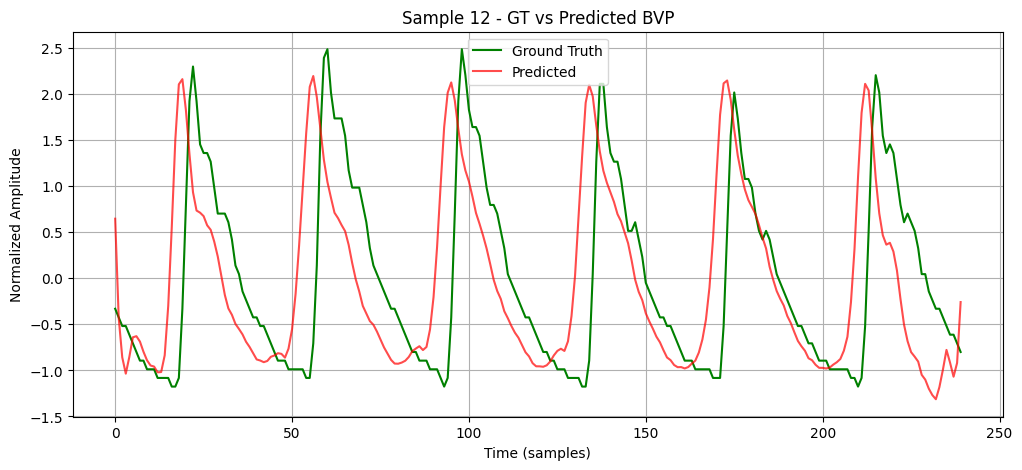 Sample 12 - GT vs Predicted BVP
Ground Truth
Predicted
Normalized Amplitude
2.5
2.0
1.5
1.0
0.5
0.0
−0.5
−1.0
−1.5
0 50 100 150 200 250
Time (samples)